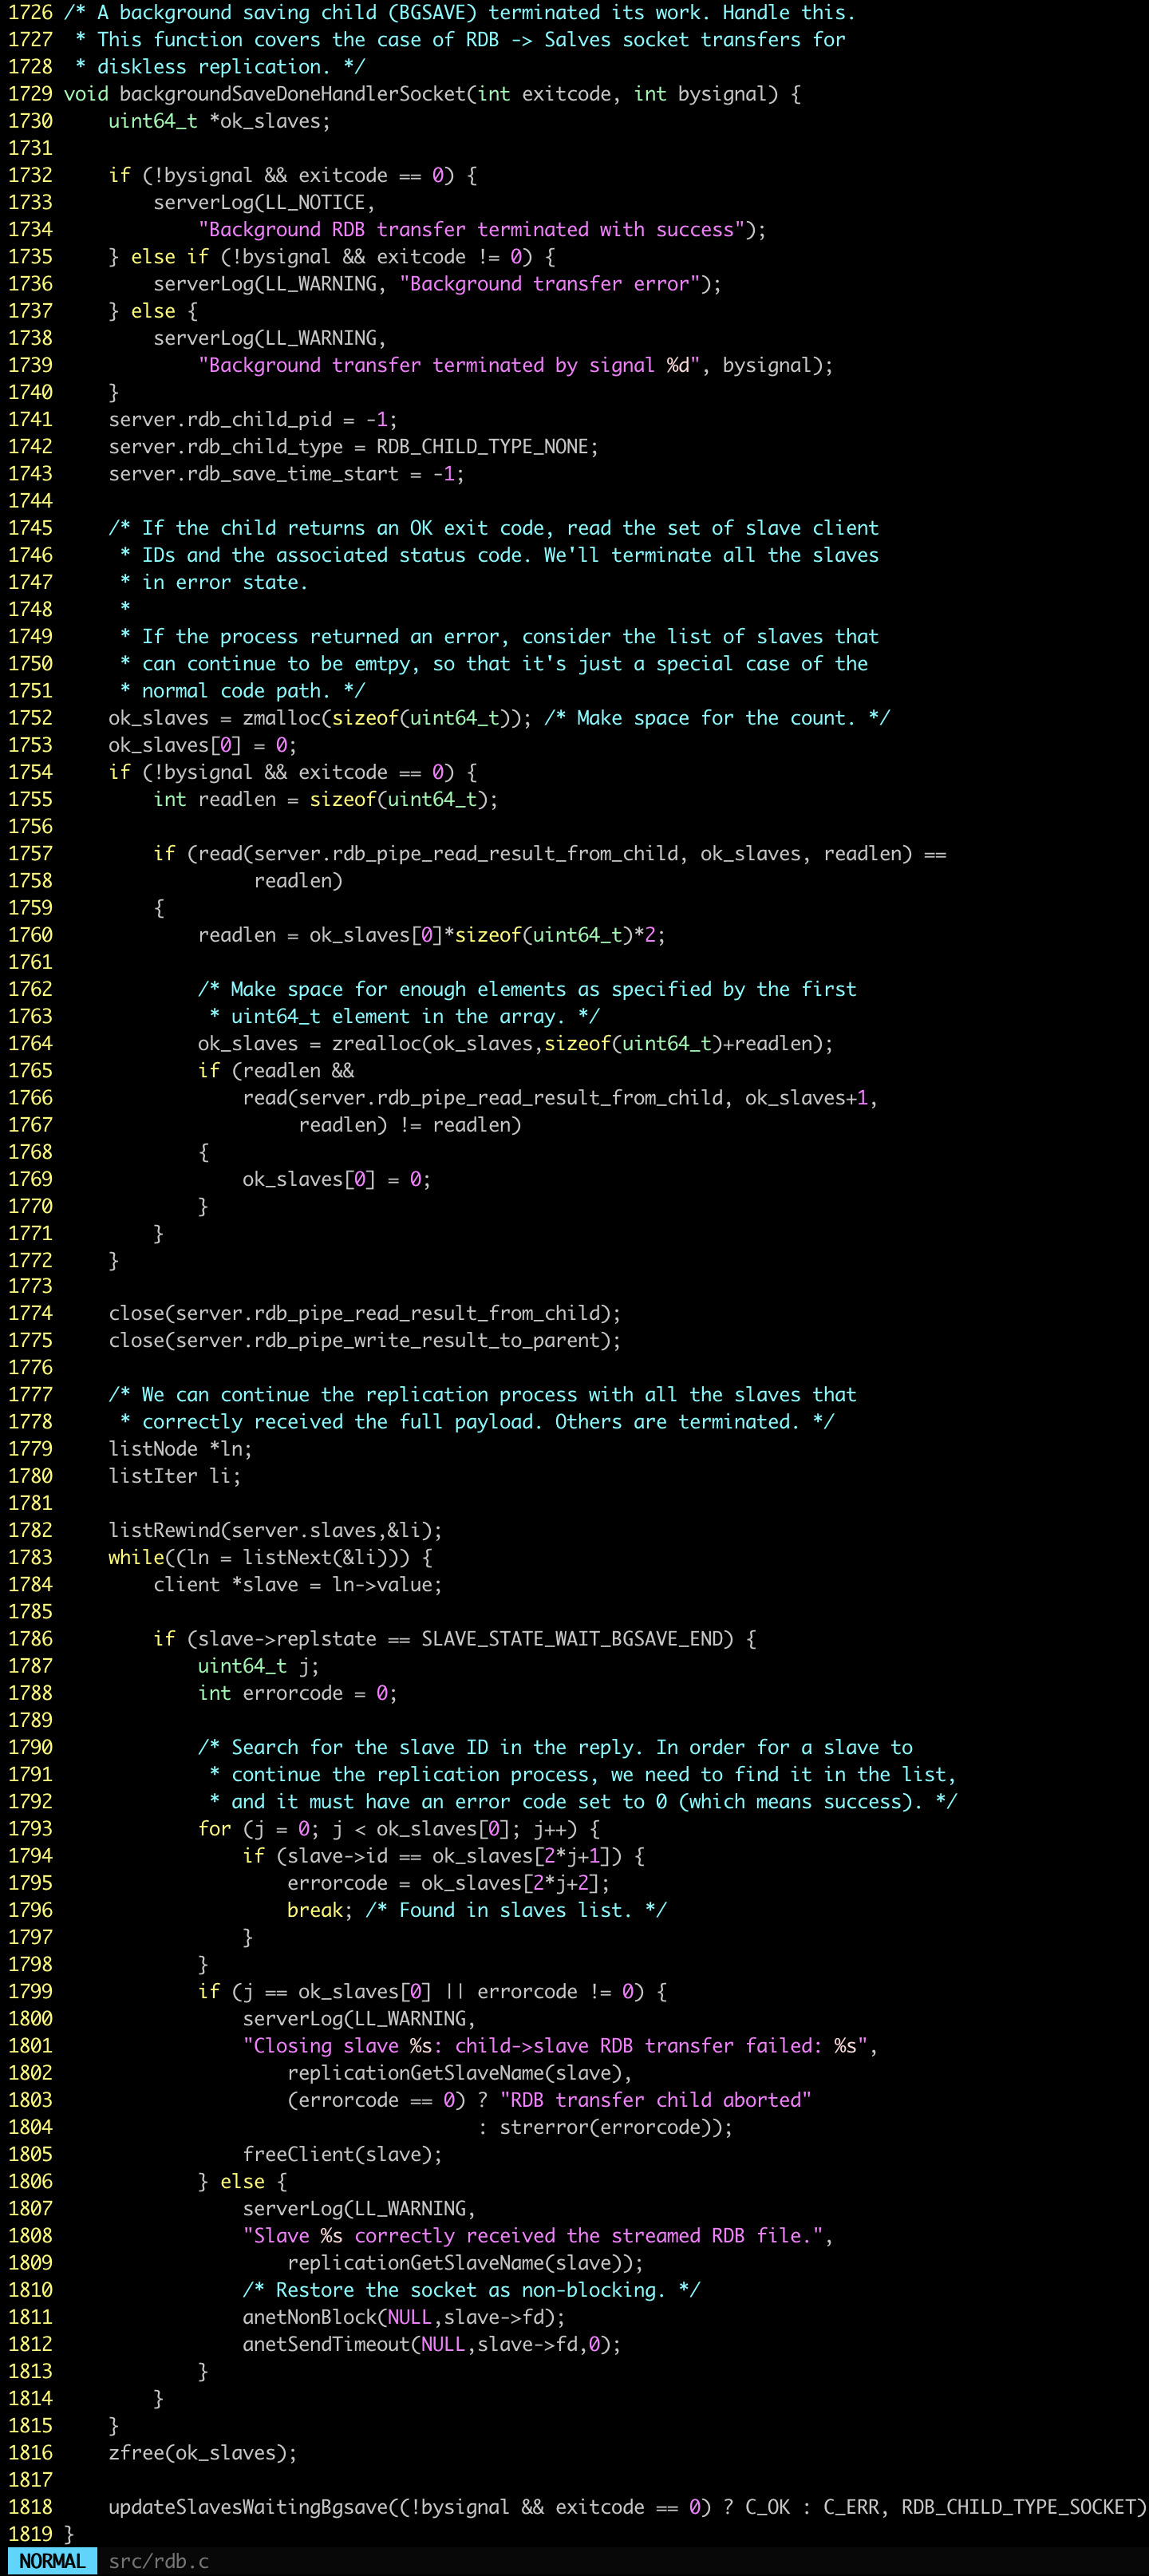 1726 /* A background saving child (BGSAVE) terminated its work. Handle this.
1727  * This function covers the case of RDB -> Salves socket transfers for
1728  * diskless replication. */
1729 void backgroundSaveDoneHandlerSocket(int exitcode, int bysignal) {
1730     uint64_t *ok_slaves;
1731
1732     if (!bysignal && exitcode == 0) {
1733         serverLog(LL_NOTICE,
1734             "Background RDB transfer terminated with success");
1735     } else if (!bysignal && exitcode != 0) {
1736         serverLog(LL_WARNING, "Background transfer error");
1737     } else {
1738         serverLog(LL_WARNING,
1739             "Background transfer terminated by signal %d", bysignal);
1740     }
1741     server.rdb_child_pid = -1;
1742     server.rdb_child_type = RDB_CHILD_TYPE_NONE;
1743     server.rdb_save_time_start = -1;
1744
1745     /* If the child returns an OK exit code, read the set of slave client
1746      * IDs and the associated status code. We'll terminate all the slaves
1747      * in error state.
1748      *
1749      * If the process returned an error, consider the list of slaves that
1750      * can continue to be emtpy, so that it's just a special case of the
1751      * normal code path. */
1752     ok_slaves = zmalloc(sizeof(uint64_t)); /* Make space for the count. */
1753     ok_slaves[0] = 0;
1754     if (!bysignal && exitcode == 0) {
1755         int readlen = sizeof(uint64_t);
1756
1757         if (read(server.rdb_pipe_read_result_from_child, ok_slaves, readlen) ==
1758                  readlen)
1759         {
1760             readlen = ok_slaves[0]*sizeof(uint64_t)*2;
1761
1762             /* Make space for enough elements as specified by the first
1763              * uint64_t element in the array. */
1764             ok_slaves = zrealloc(ok_slaves,sizeof(uint64_t)+readlen);
1765             if (readlen &&
1766                 read(server.rdb_pipe_read_result_from_child, ok_slaves+1,
1767                      readlen) != readlen)
1768             {
1769                 ok_slaves[0] = 0;
1770             }
1771         }
1772     }
1773
1774     close(server.rdb_pipe_read_result_from_child);
1775     close(server.rdb_pipe_write_result_to_parent);
1776
1777     /* We can continue the replication process with all the slaves that
1778      * correctly received the full payload. Others are terminated. */
1779     listNode *ln;
1780     listIter li;
1781
1782     listRewind(server.slaves,&li);
1783     while((ln = listNext(&li))) {
1784         client *slave = ln->value;
1785
1786         if (slave->replstate == SLAVE_STATE_WAIT_BGSAVE_END) {
1787             uint64_t j;
1788             int errorcode = 0;
1789
1790             /* Search for the slave ID in the reply. In order for a slave to
1791              * continue the replication process, we need to find it in the list,
1792              * and it must have an error code set to 0 (which means success). */
1793             for (j = 0; j < ok_slaves[0]; j++) {
1794                 if (slave->id == ok_slaves[2*j+1]) {
1795                     errorcode = ok_slaves[2*j+2];
1796                     break; /* Found in slaves list. */
1797                 }
1798             }
1799             if (j == ok_slaves[0] || errorcode != 0) {
1800                 serverLog(LL_WARNING,
1801                 "Closing slave %s: child->slave RDB transfer failed: %s",
1802                     replicationGetSlaveName(slave),
1803                     (errorcode == 0) ? "RDB transfer child aborted"
1804                                      : strerror(errorcode));
1805                 freeClient(slave);
1806             } else {
1807                 serverLog(LL_WARNING,
1808                 "Slave %s correctly received the streamed RDB file.",
1809                     replicationGetSlaveName(slave));
1810                 /* Restore the socket as non-blocking. */
1811                 anetNonBlock(NULL,slave->fd);
1812                 anetSendTimeout(NULL,slave->fd,0);
1813             }
1814         }
1815     }
1816     zfree(ok_slaves);
1817
1818     updateSlavesWaitingBgsave((!bysignal && exitcode == 0) ? C_OK : C_ERR, RDB_CHILD_TYPE_SOCKET)
1819 }
NORMAL src/rdb.c